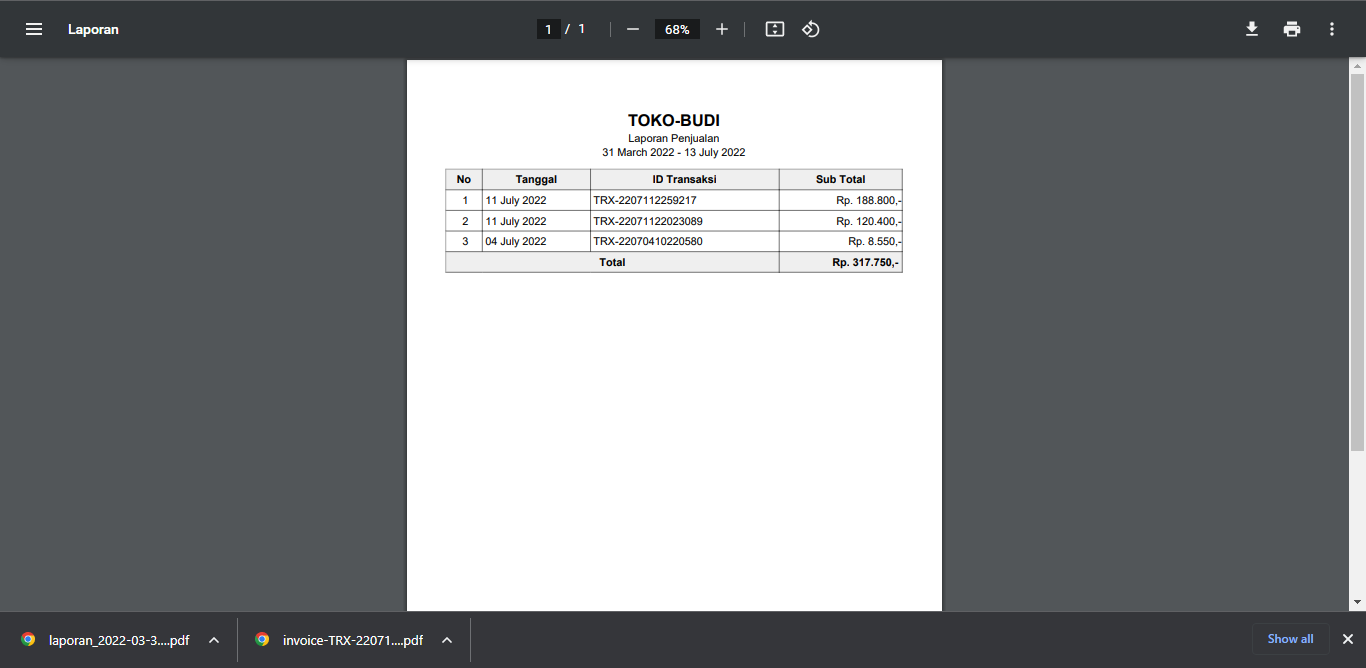 Laporan
1 / 1
68%
TOKO-BUDI
Laporan Penjualan
31 March 2022 - 13 July 2022
No Tanggal ID Transaksi Sub Total
1 11 July 2022 TRX-2207112259217 Rp. 188.800,-
2 11 July 2022 TRX-22071122023089 Rp. 120.400,-
3 04 July 2022 TRX-22070410220580 Rp. 8.550,-
Total Rp. 317.750,-
laporan_2022-03-3....pdf invoice-TRX-22071....pdf Show all